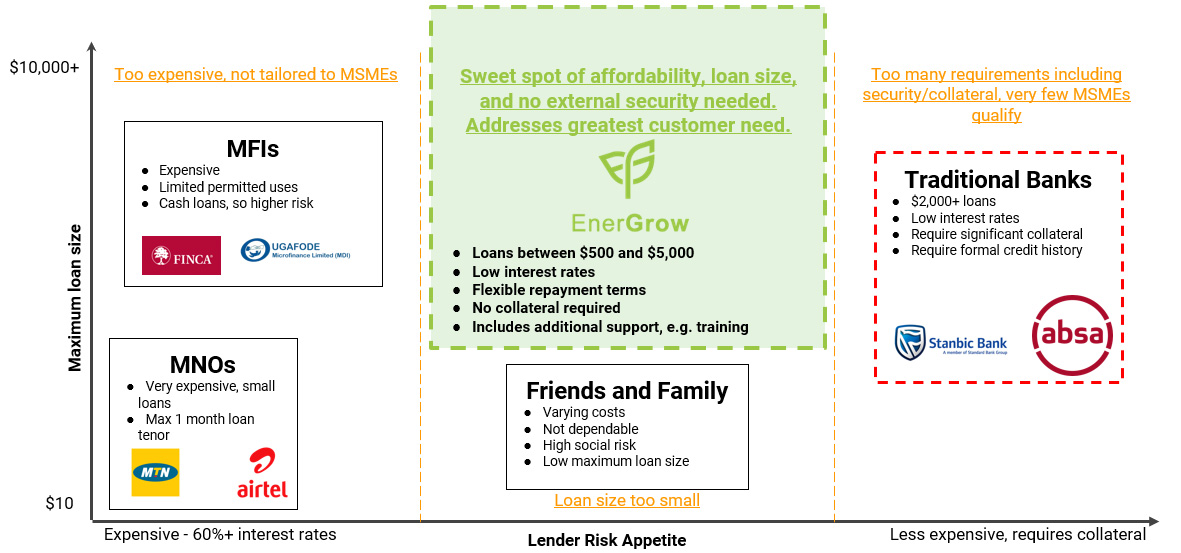 $10,000+
Too expensive, not tailored to MSMEs
Sweet spot of affordability, loan size,
and no external security needed.
Addresses greatest customer need.
Too many requirements including
security/collateral, very few MSMEs
qualify
MFIs
● Expensive
● Limited permitted uses
● Cash loans, so higher risk
FINCA
UGAFODE
Microfinance Limited (MDI)
EnerGrow
● Loans between $500 and $5,000
● Low interest rates
● Flexible repayment terms
● No collateral required
● Includes additional support, e.g. training
Traditional Banks
● $2,000+ loans
● Low interest rates
● Require significant collateral
● Require formal credit history
Stanbic Bank
A member of Standard Bank Group
absa
Maximum loan size
MNOs
● Very expensive, small
loans
● Max 1 month loan
tenor
MTN
airtel
Friends and Family
● Varying costs
● Not dependable
● High social risk
● Low maximum loan size
Loan size too small
$10
Expensive - 60%+ interest rates
Lender Risk Appetite
Less expensive, requires collateral